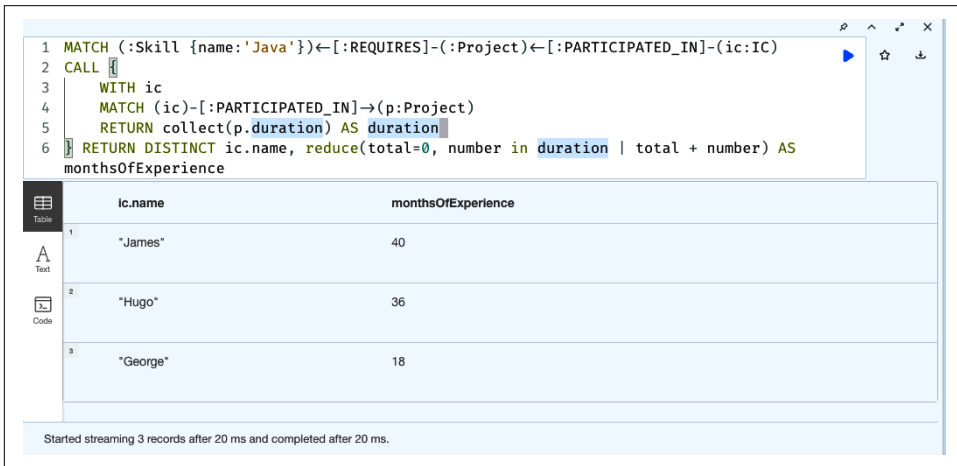 1 MATCH (:Skill {name:'Java'})←[:REQUIRES]-(:Project)←[:PARTICIPATED_IN]-(ic:IC)
2 CALL {
3 WITH ic
4 MATCH (ic)-[:PARTICIPATED_IN]→(p:Project)
5 RETURN collect(p.duration) AS duration
6 } RETURN DISTINCT ic.name, reduce(total=0, number in duration | total + number) AS
monthsOfExperience
Table
ic.name monthsOfExperience
1 "James" 40
A
Text
2 "Hugo" 36
Code
3 "George" 18
Started streaming 3 records after 20 ms and completed after 20 ms.